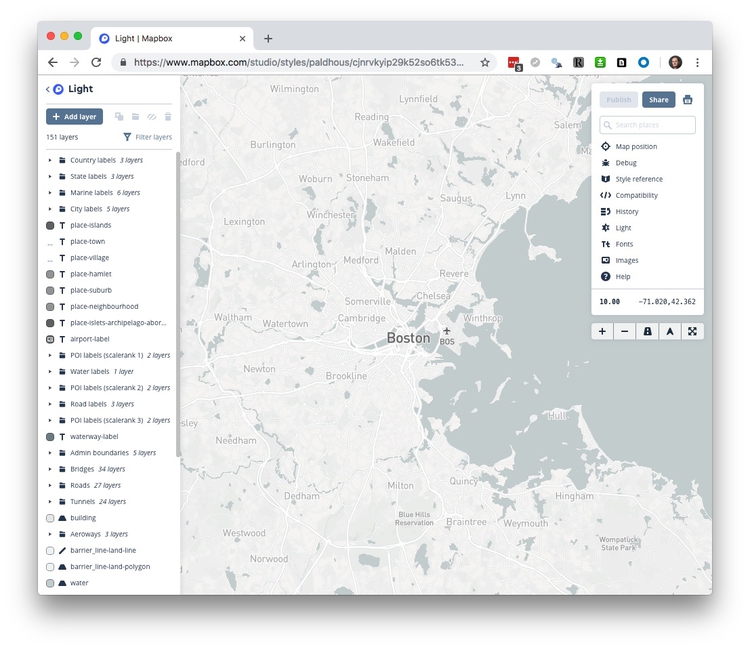 Light | Mapbox
https://www.mapbox.com/studio/styles/paldhous/cjnrvkyip29k52so6tk53...
3
Light
+ Add layer
151 layers
Filter layers
Country labels 3 layers
State labels 3 layers
Marine labels 6 layers
City labels 5 layers
place-islands
place-town
place-village
place-hamlet
place-suburb
place-neighbourhood
place-islets-archipelago-abor...
airport-label
POI labels (scalerank 1) 2 layers
Water labels 1 layer
POI labels (scalerank 2) 2 layers
Road labels 3 layers
POI labels (scalerank 3) 2 layers
waterway-label
Admin boundaries 5 layers
Bridges 34 layers
Roads 27 layers
Tunnels 24 layers
building
Aeroways 3 layers
barrier_line-land-line
barrier_line-land-polygon
water
Wilmington
Lynnfield
Reading
Salem
Wakefield
Burlington
edford
Woburn
Stoneham
Saugus
Lynn
Winchester
Lexington
Malden
Arlington
Medford
Revere
Chelsea
Somerville
Waltham
Watertown
Cambridge
Winthrop
Boston
BOS
Newton
Brookline
Hull
sley
Needham
Milton
Quincy
Dedham
Hingham
Blue Hills
Reservation
Braintree
Weymouth
Westwood
Wompatuck
State Park
Norwood
Publish
Share
Search places
Map position
Debug
Style reference
Compatibility
History
Light
Fonts
Images
Help
10.00
−71.020,42.362